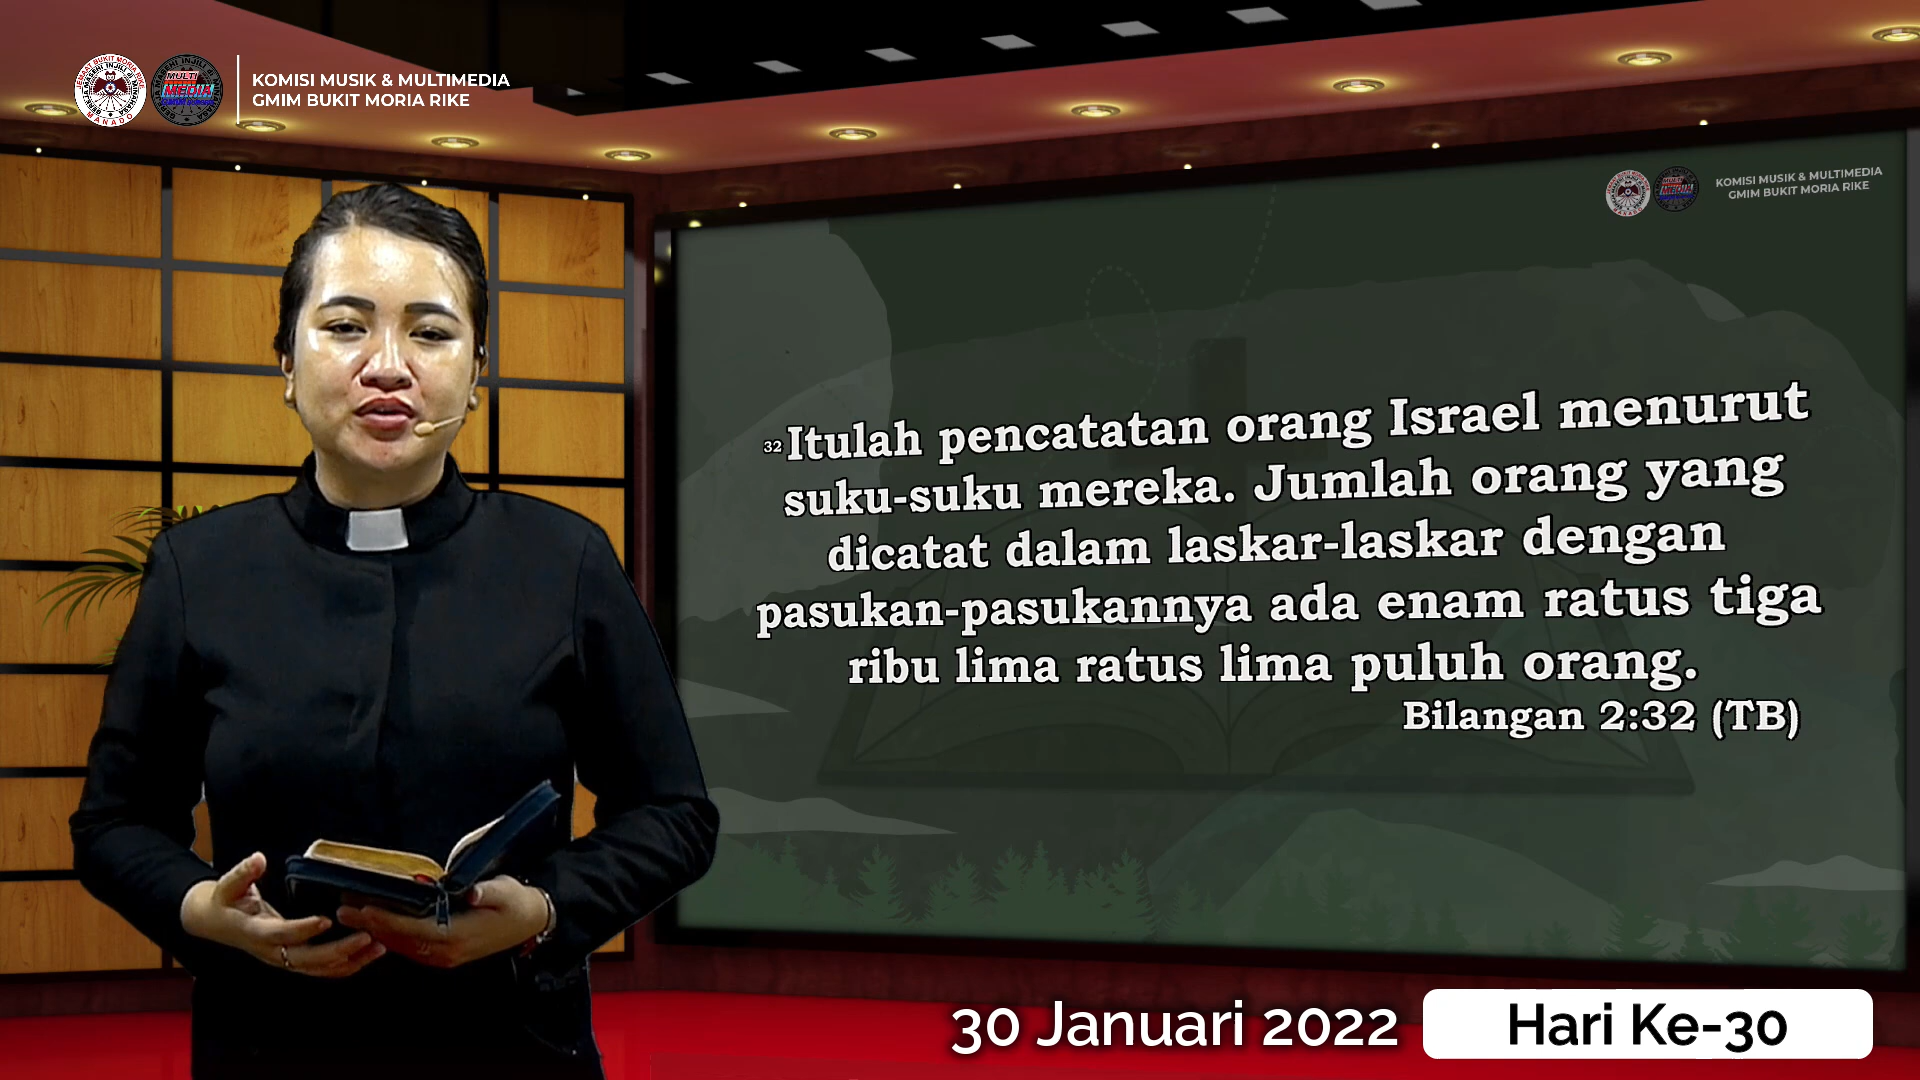 KOMISI MUSIK & MULTIMEDIA
GMIM BUKIT MORIA RIKE
KOMISI MUSIK & MULTIMEDIA
GMIM BUKIT MORIA RIKE
32 Itulah pencatatan orang Israel menurut
suku-suku mereka. Jumlah orang yang
dicatat dalam laskar-laskar dengan
pasukan-pasukannya ada enam ratus tiga
ribu lima ratus lima puluh orang.
Bilangan 2:32 (TB)
30 Januari 2022
Hari Ke-30